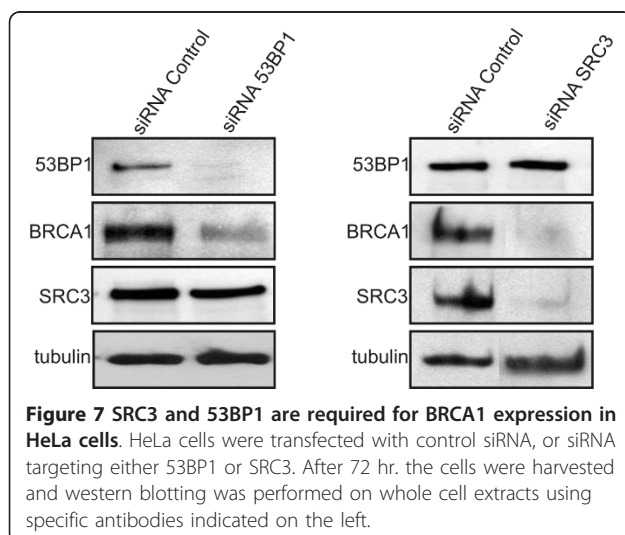 siRNA Control siRNA 53BP1
53BP1
BRCA1
SRC3
tubulin
siRNA Control siRNA SRC3
53BP1
BRCA1
SRC3
tubulin
Figure 7 SRC3 and 53BP1 are required for BRCA1 expression in
HeLa cells. HeLa cells were transfected with control siRNA, or siRNA
targeting either 53BP1 or SRC3. After 72 hr. the cells were harvested
and western blotting was performed on whole cell extracts using
specific antibodies indicated on the left.